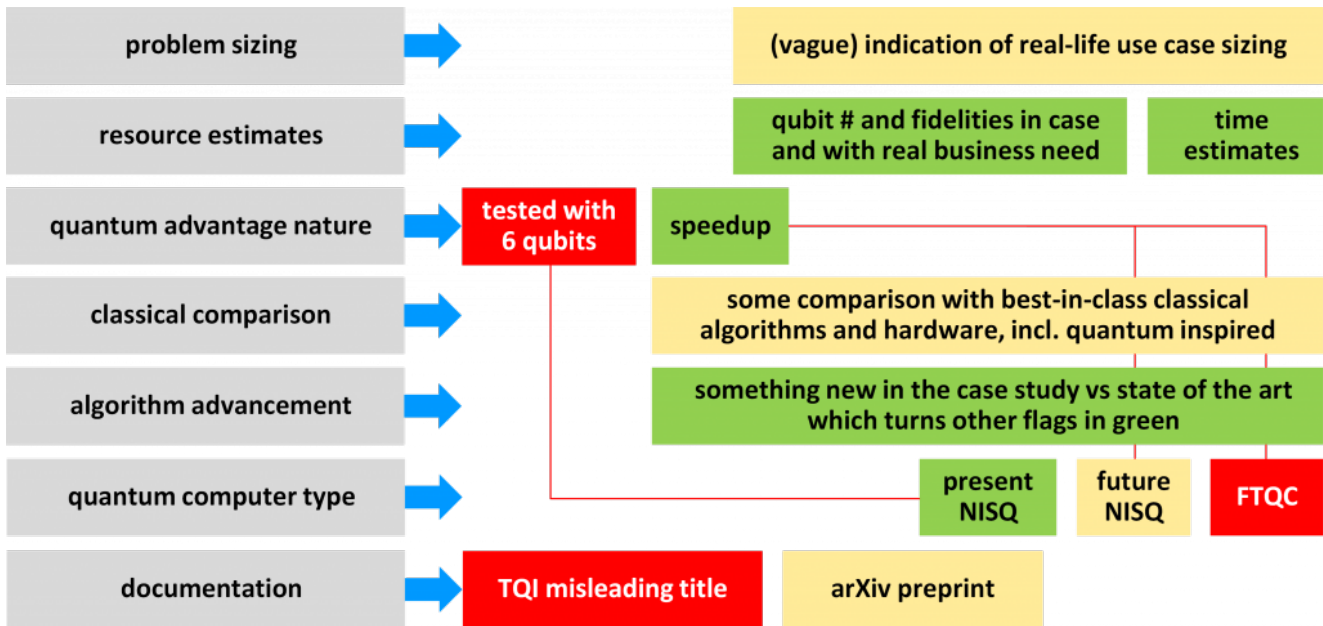 problem sizing
(vague) indication of real-life use case sizing
resource estimates
qubit # and fidelities in case
and with real business need
time
estimates
quantum advantage nature
tested with
6 qubits
speedup
classical comparison
some comparison with best-in-class classical
algorithms and hardware, incl. quantum inspired
algorithm advancement
something new in the case study vs state of the art
which turns other flags in green
quantum computer type
present
NISQ
future
NISQ
FTQC
documentation
TQI misleading title
arXiv preprint